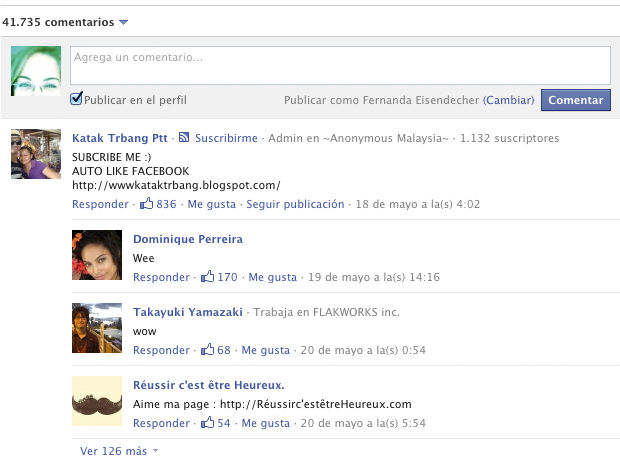 41.735 comentarios
Agrega un comentario...
Publicar en el perfil Publicar como Fernanda Eisendecher (Cambiar) Comentar
Katak Trbang Ptt · Suscribirme · Admin en ~Anonymous Malaysia~ · 1.132 suscriptores
SUBCRIBE ME :)
AUTO LIKE FACEBOOK
http://wwwkataktrbang.blogspot.com/
Responder · 836 · Me gusta · Seguir publicación · 18 de mayo a la(s) 4:02
Dominique Perreira
Wee
Responder · 170 · Me gusta · 19 de mayo a la(s) 14:16
Takayuki Yamazaki · Trabaja en FLAKWORKS inc.
wow
Responder · 68 · Me gusta · 20 de mayo a la(s) 0:54
Réussir c'est être Heureux.
Aime ma page : http://Réussirc'estêtreHeureux.com
Responder · 54 · Me gusta · 20 de mayo a la(s) 5:54
Ver 126 más